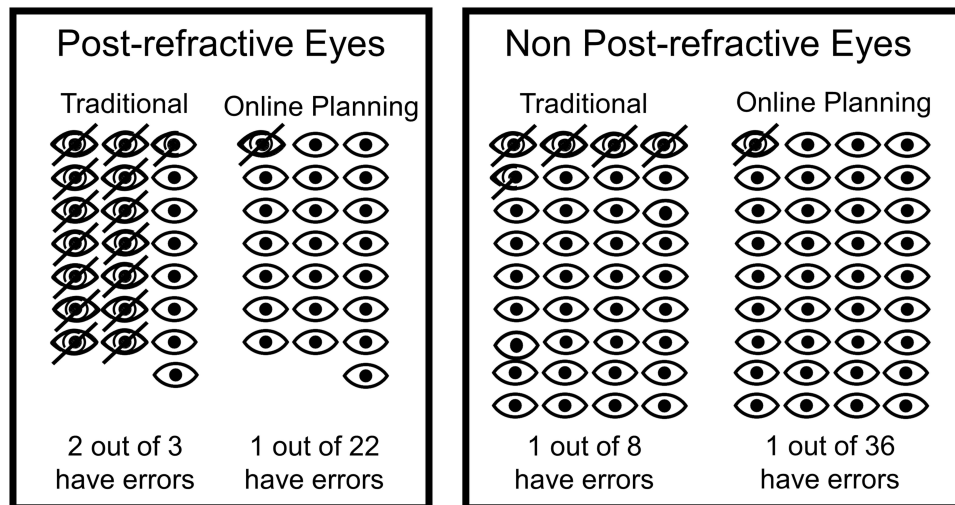 Post-refractive Eyes
Traditional
Online Planning
2 out of 3
have errors
1 out of 22
have errors
Non Post-refractive Eyes
Traditional
Online Planning
1 out of 8
have errors
1 out of 36
have errors